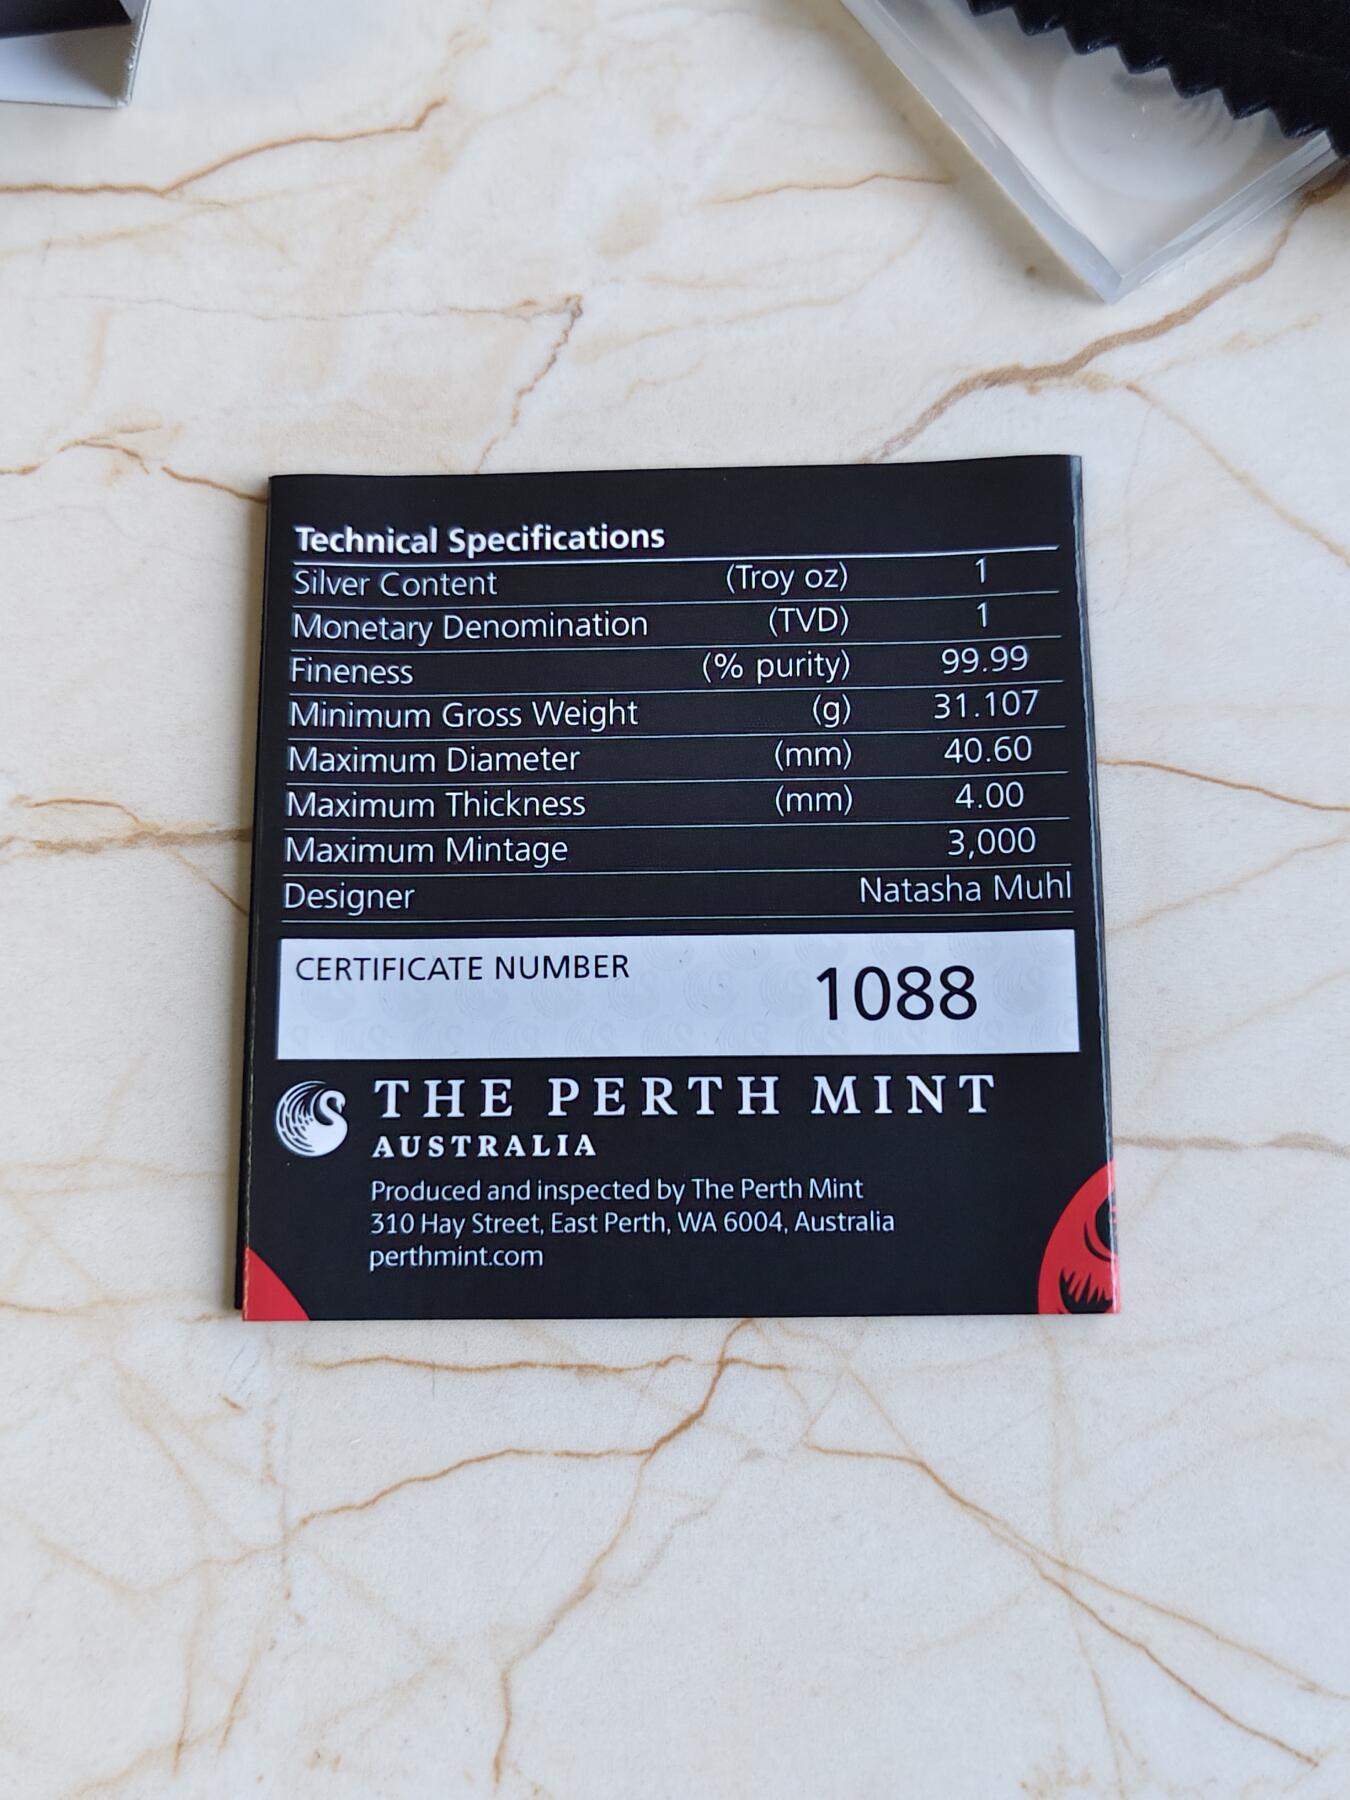 Technical Specifications
Silver Content (Troy oz) 1
Monetary Denomination (TVD) 1
Fineness (% purity) 99.99
Minimum Gross Weight (g) 31.107
Maximum Diameter (mm) 40.60
Maximum Thickness (mm) 4.00
Maximum Mintage 3,000
Designer Natasha Muhl
CERTIFICATE NUMBER 1088
THE PERTH MINT
AUSTRALIA
Produced and inspected by The Perth Mint
310 Hay Street, East Perth, WA 6004, Australia
perthmint.com